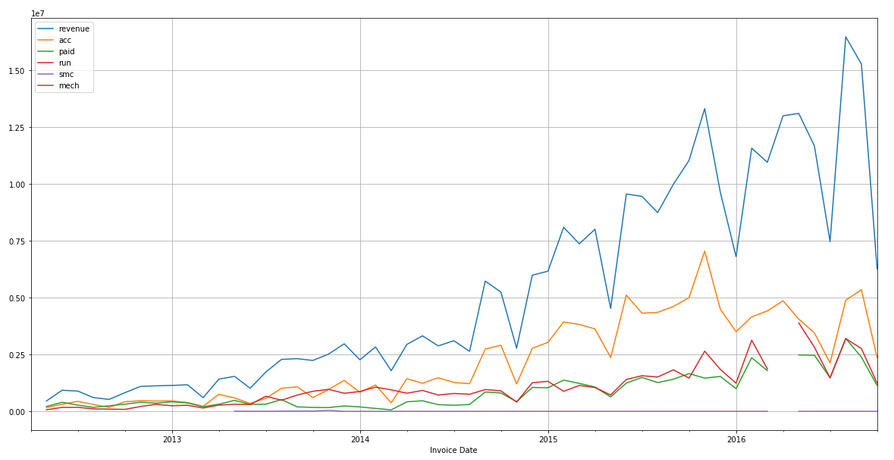 1e7
revenue
acc
paid
run
smc
mech
1.50
1.25
1.00
0.75
0.50
0.25
0.00
2013
2014
2015
2016
Invoice Date